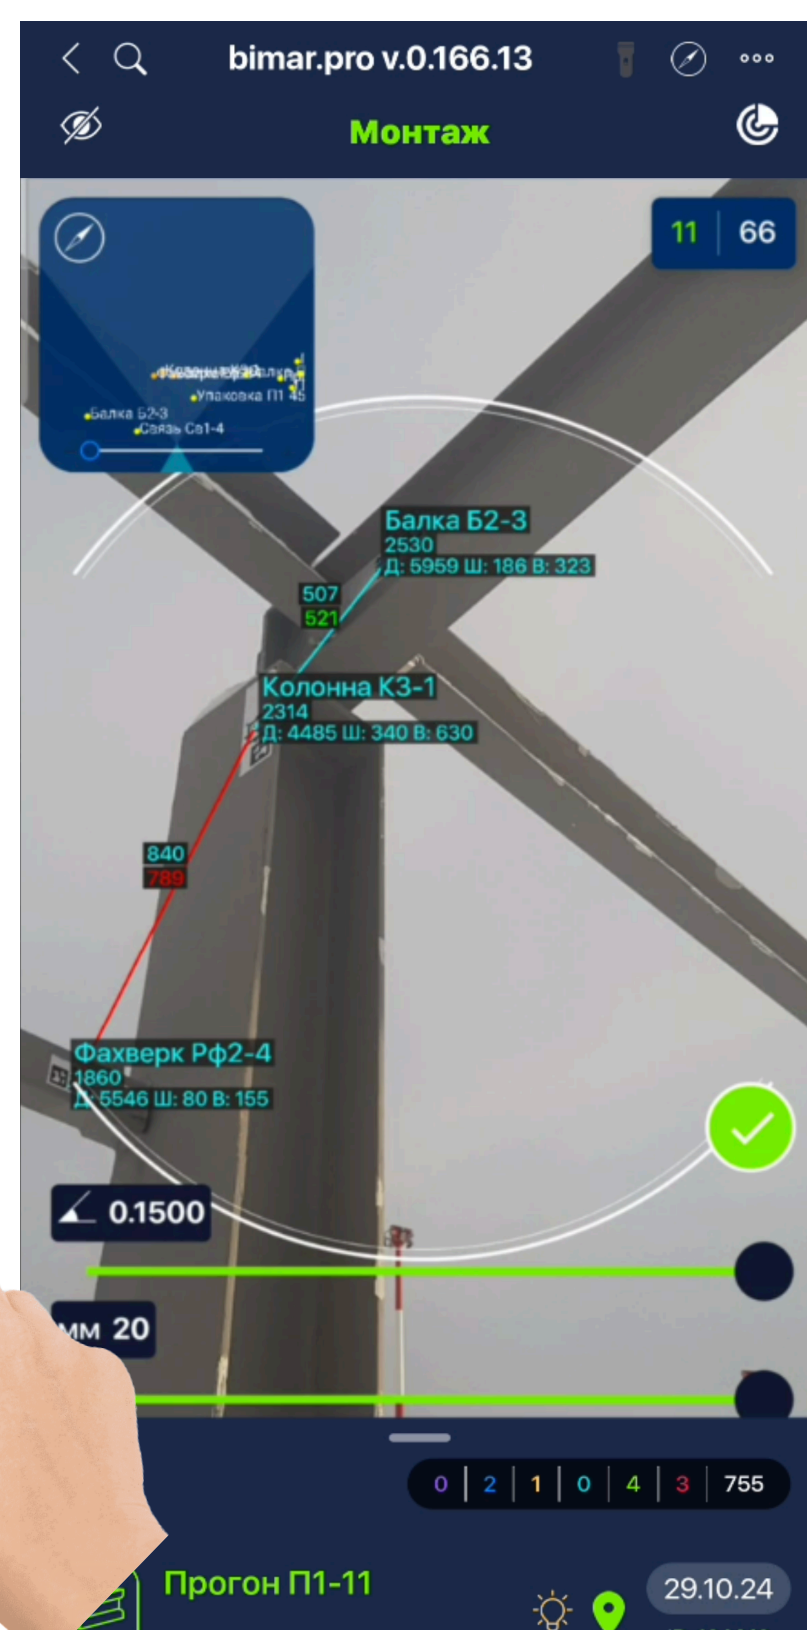 bimar.pro v.0.166.13
Монтаж
11 66
Упаковка П1 45
Балка Б2-3
Связь Св1-4
Балка Б2-3
2530
Д: 5959 Ш: 186 В: 323
507
521
Колонна К3-1
2314
Д: 4485 Ш: 340 В: 630
840
789
Фахверк Рф2-4
1860
Д: 5546 Ш: 80 В: 155
0.1500
мм 20
0 2 1 0 4 3 755
Прогон П1-11
29.10.24